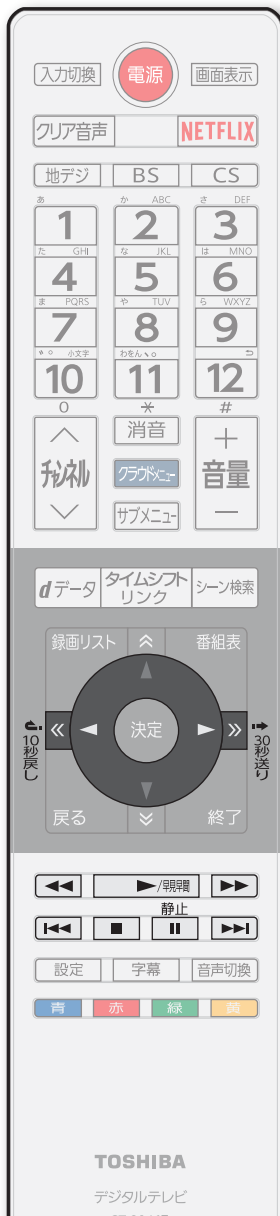 入力切換 電源 画面表示
クリア音声 NETFLIX
地デジ BS CS
あ か ABC さ DEF
1 2 3
た GHI な JKL は MNO
4 5 6
ま PQRS や TUV ら WXYZ
7 8 9
゛゜ 小文字 わをん、。
10 11 12
0 ＊ #
チャンネル 消音 + 音量 −
クラウドメニュー
サブメニュー
dデータ タイムシフトリンク シーン検索
録画リスト 番組表
10秒戻し 決定 30秒送り
戻る 終了
/早見早聞
静止
設定 字幕 音声切換
青 赤 緑 黄
TOSHIBA
デジタルテレビ